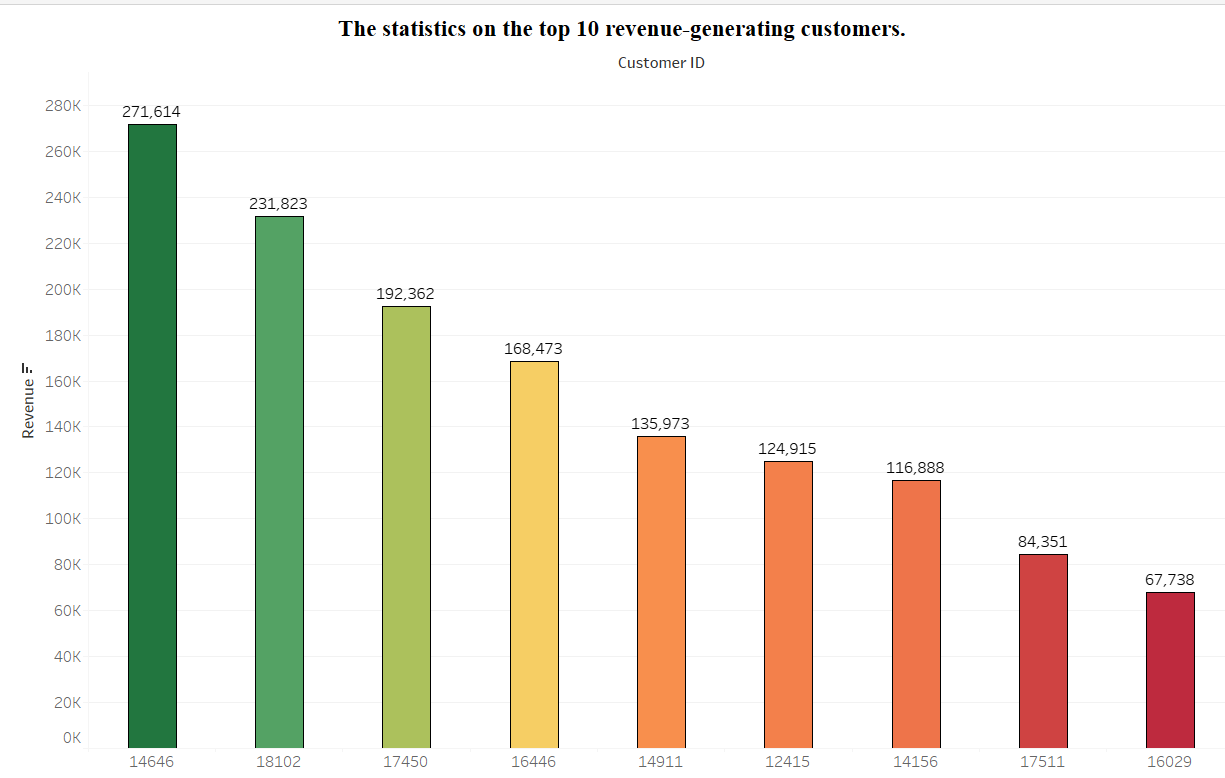 The statistics on the top 10 revenue-generating customers.
Customer ID
Revenue
280K
260K
240K
220K
200K
180K
160K
140K
120K
100K
80K
60K
40K
20K
0K
271,614
231,823
192,362
168,473
135,973
124,915
116,888
84,351
67,738
14646 18102 17450 16446 14911 12415 14156 17511 16029